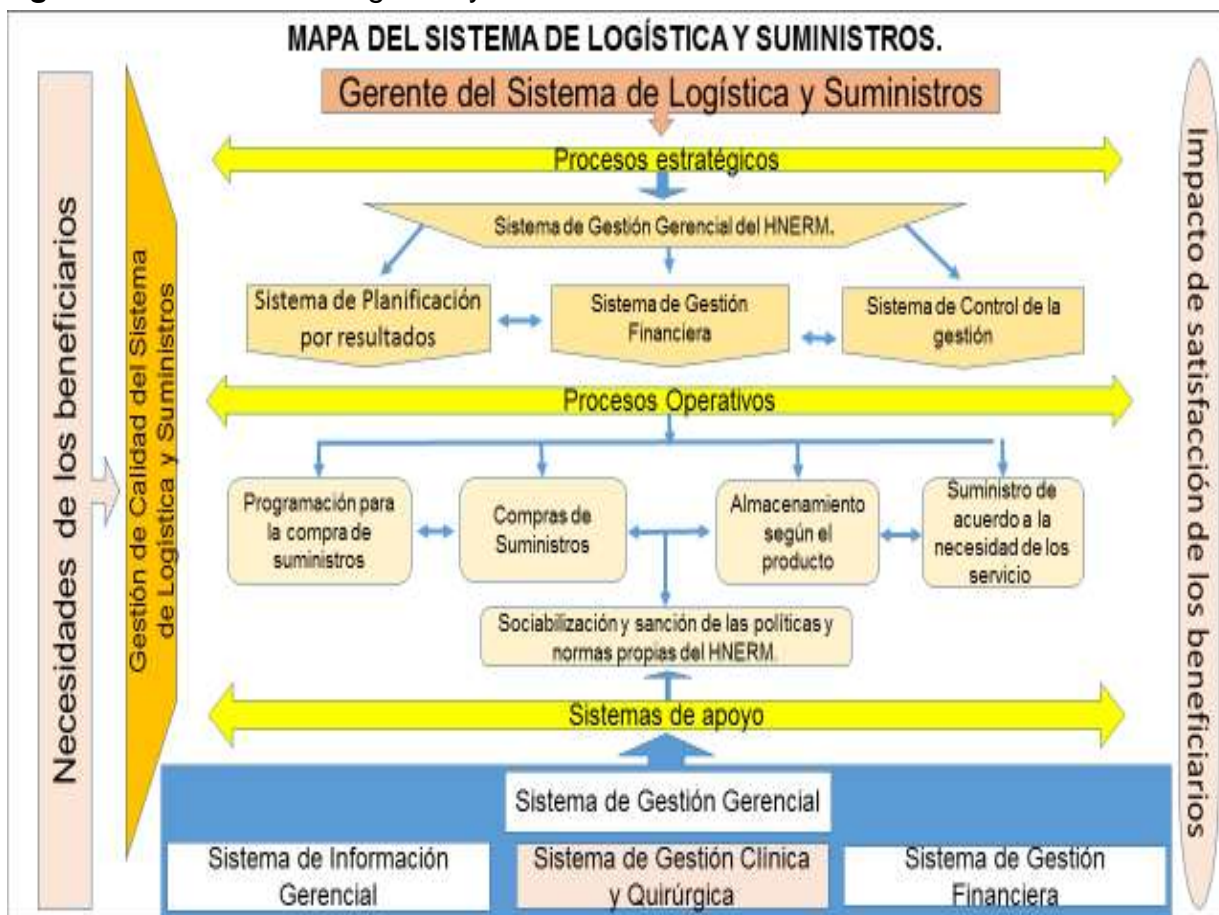 MAPA DEL SISTEMA DE LOGÍSTICA Y SUMINISTROS.
Gerente del Sistema de Logística y Suministros
Procesos estratégicos
Sistema de Gestión Gerencial del HNERM.
Sistema de Planificación
por resultados
Sistema de Gestión
Financiera
Sistema de Control de la
gestión
Procesos Operativos
Programación para
la compra de
suministros
Compras de
Suministros
Almacenamiento
según el
producto
Suministro de
acuerdo a la
necesidad de los
servicio
Sociabilización y sanción de las políticas y
normas propias del HNERM.
Sistemas de apoyo
Sistema de Gestión Gerencial
Sistema de Información
Gerencial
Sistema de Gestión Clínica
y Quirúrgica
Sistema de Gestión
Financiera
Necesidades de los beneficiarios
Gestión de Calidad del Sistema
de Logística y Suministros
Impacto de satisfacción de los beneficiarios